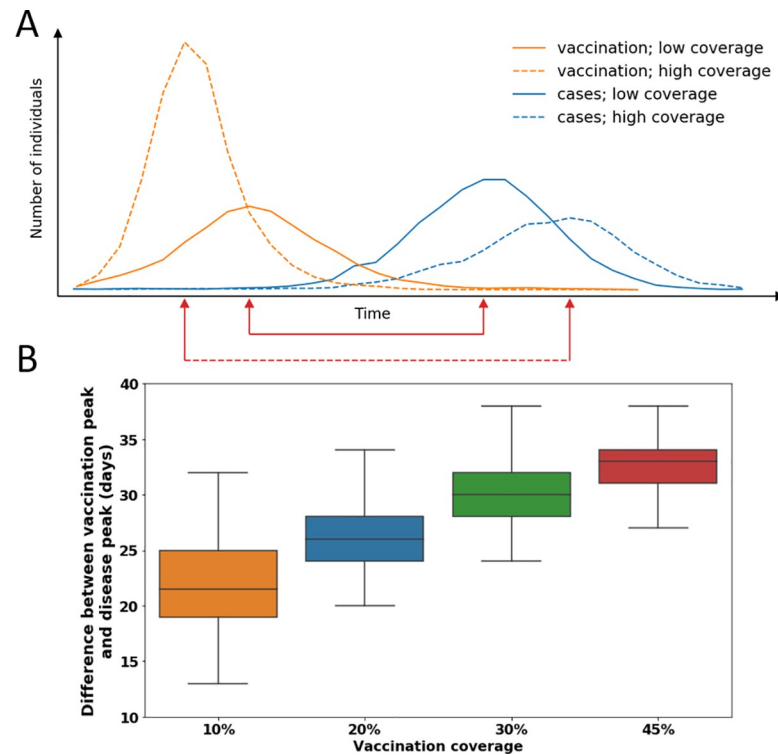 A
Number of individuals
vaccination; low coverage
vaccination; high coverage
cases; low coverage
cases; high coverage
Time
B
Difference between vaccination peak
and disease peak (days)
40
35
30
25
20
15
10
10% 20% 30% 45%
Vaccination coverage